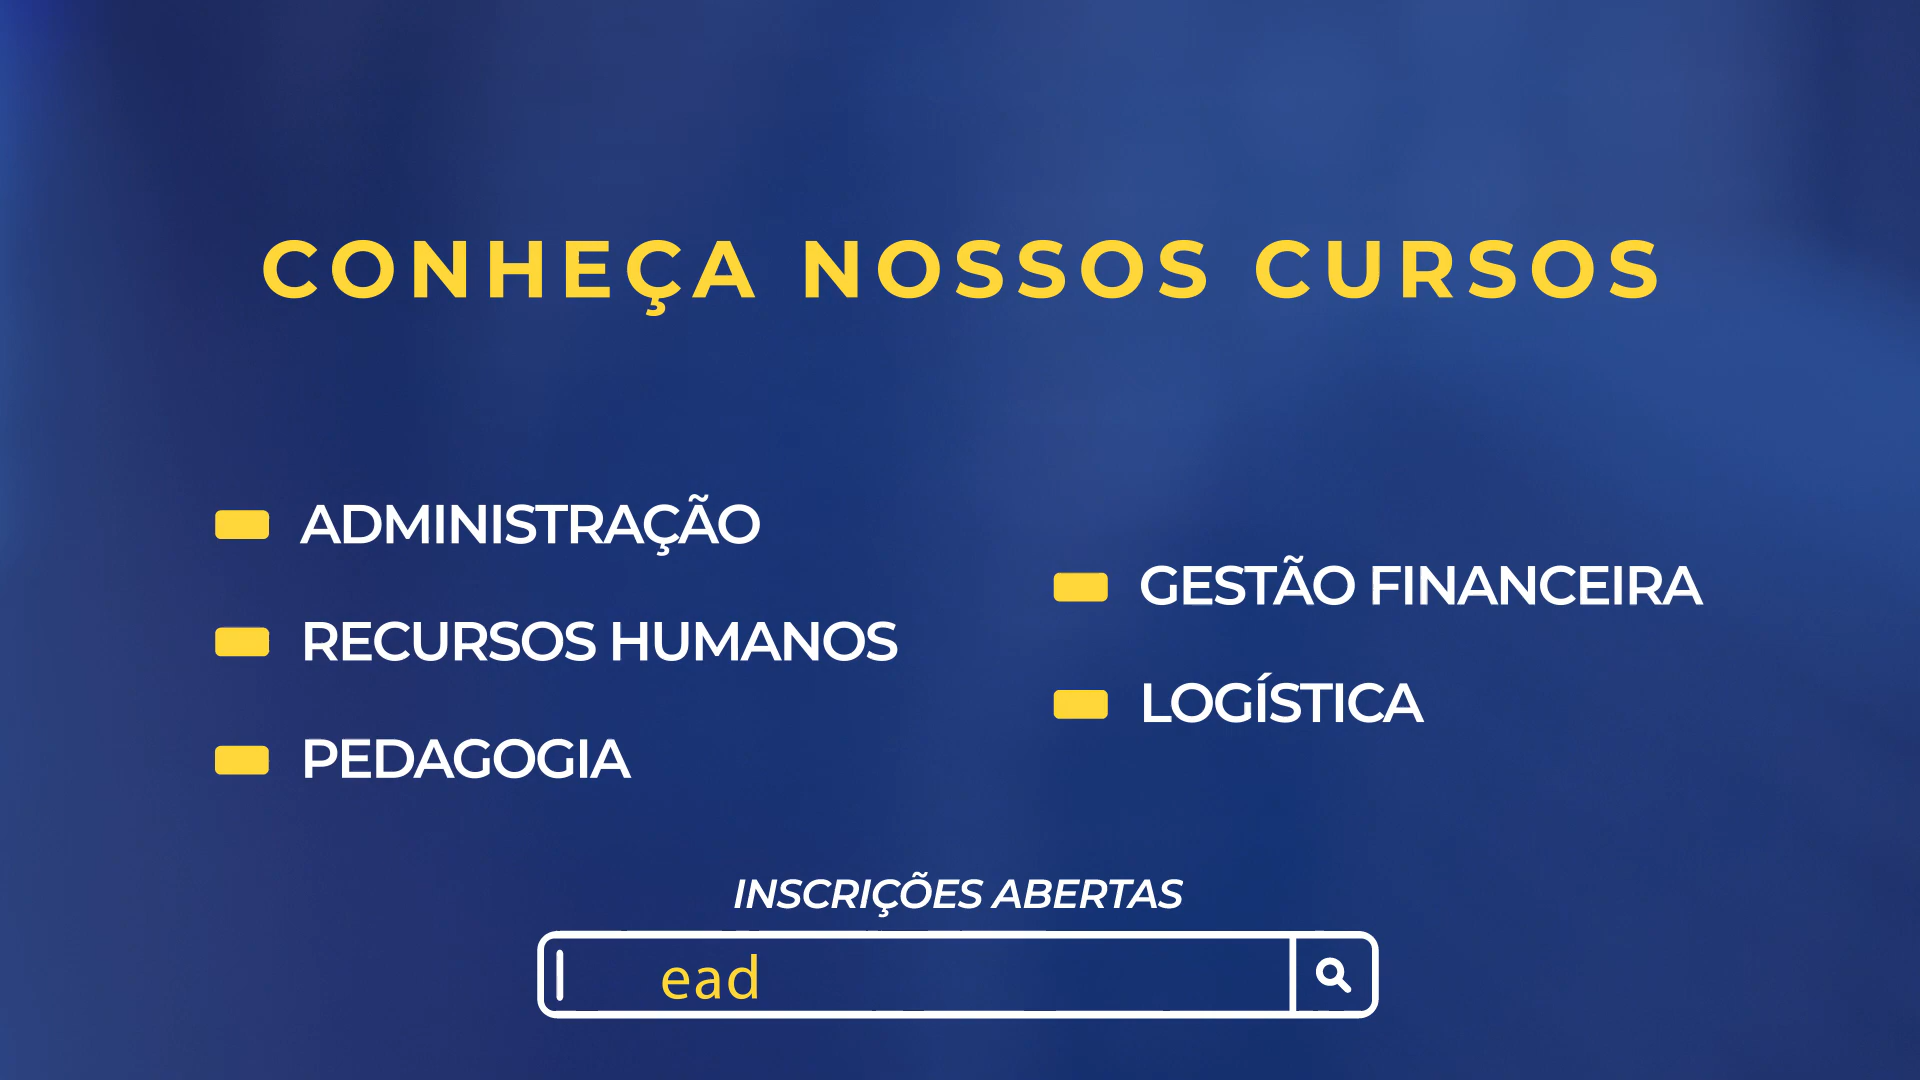 CONHEÇA NOSSOS CURSOS
ADMINISTRAÇÃO
RECURSOS HUMANOS
PEDAGOGIA
GESTÃO FINANCEIRA
LOGÍSTICA
INSCRIÇÕES ABERTAS
ead